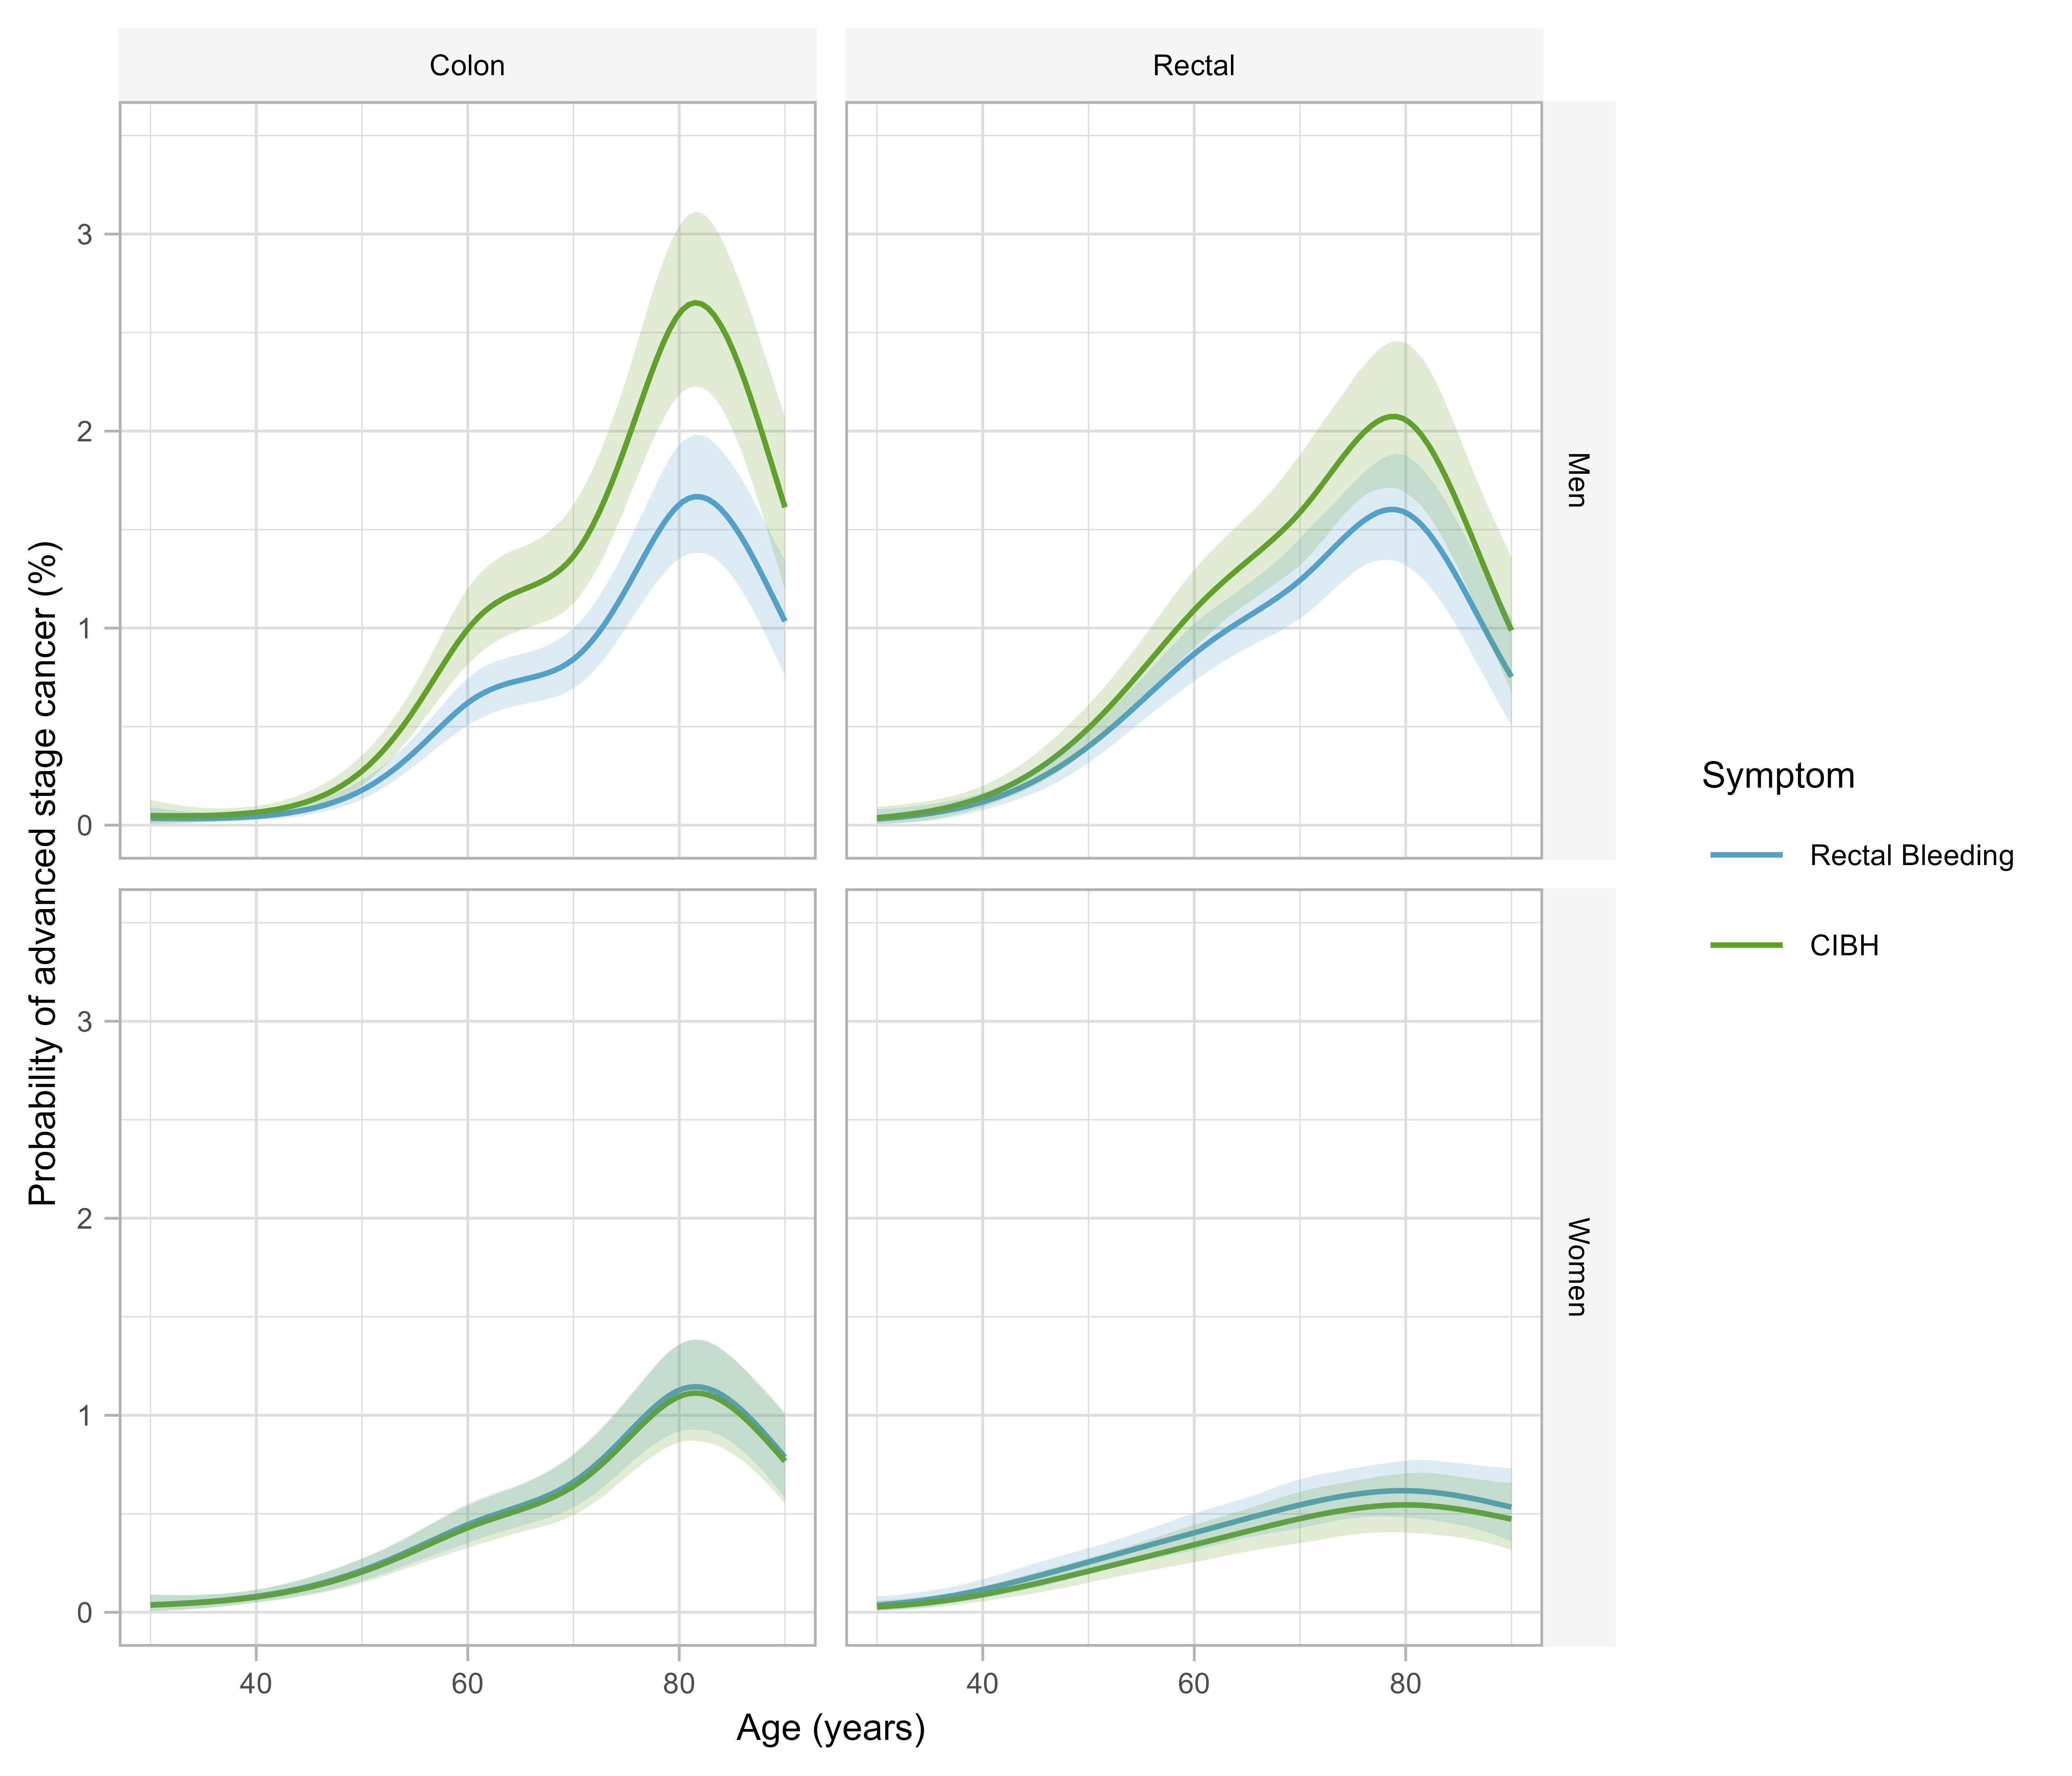 Colon
Rectal
Probability of advanced stage cancer (%)
3
2
1
0
Men
3
2
1
0
Women
40
60
80
40
60
80
Age (years)
Symptom
Rectal Bleeding
CIBH